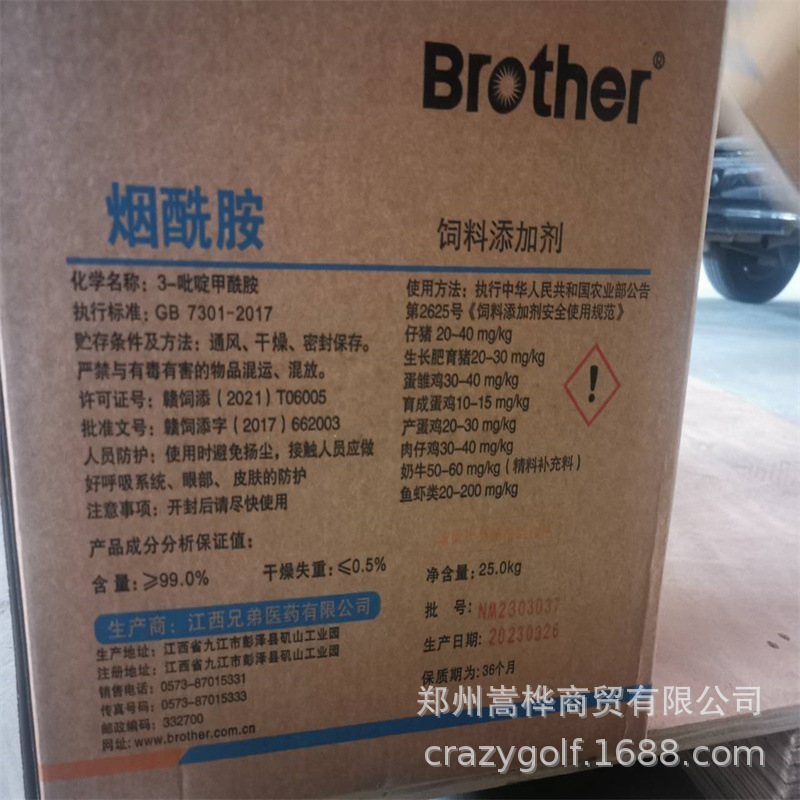 Brother®
烟酰胺
饲料添加剂
化学名称：3-吡啶甲酰胺
执行标准：GB 7301-2017
贮存条件及方法：通风、干燥、密封保存。
严禁与有毒有害的物品混运、混放。
许可证号：赣饲添（2021）T06005
批准文号：赣饲添字（2017）662003
人员防护：使用时避免扬尘，接触人员应做
好呼吸系统、眼部、皮肤的防护
注意事项：开封后请尽快使用
产品成分分析保证值：
含 量：≥99.0%
干燥失重：≤0.5%
生产商：江西兄弟医药有限公司
生产地址：江西省九江市彭泽县矶山工业园
注册地址：江西省九江市彭泽县矶山工业园
销售电话：0573-87015331
传真号码：0573-87015333
邮政编码：332700
网址：www.brother.com.cn
使用方法：执行中华人民共和国农业部公告
第2625号《饲料添加剂安全使用规范》
仔猪 20-40 mg/kg
生长肥育猪20-30 mg/kg
蛋雏鸡30-40 mg/kg
育成蛋鸡10-15 mg/kg
产蛋鸡20-30 mg/kg
肉仔鸡30-40 mg/kg
奶牛50-60 mg/kg（精料补充料）
鱼虾类20-200 mg/kg
!
净含量：25.0kg
批 号：NM2303037
生产日期：20230326
保质期为：36个月
郑州嵩桦商贸有限公司
crazygolf.1688.com